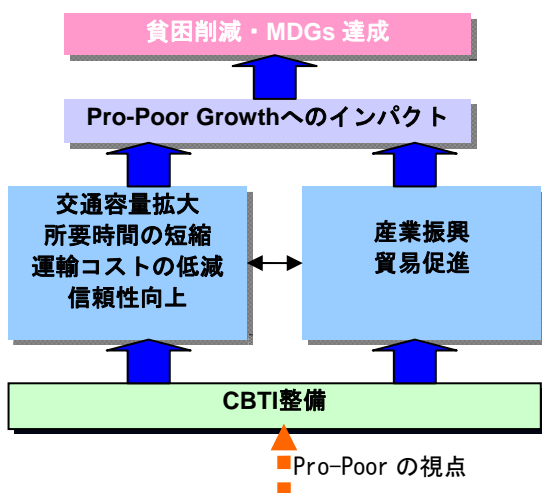 貧困削減・MDGs 達成
Pro-Poor Growthへのインパクト
交通容量拡大
所要時間の短縮
運輸コストの低減
信頼性向上
産業振興
貿易促進
CBTI整備
Pro-Poor の視点